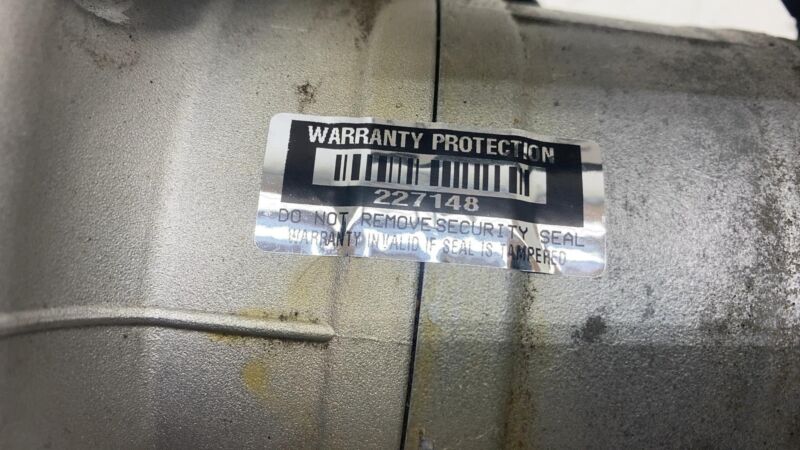 WARRANTY PROTECTION
227148
DO NOT REMOVE SECURITY SEAL
WARRANTY INVALID IF SEAL IS TAMPERED